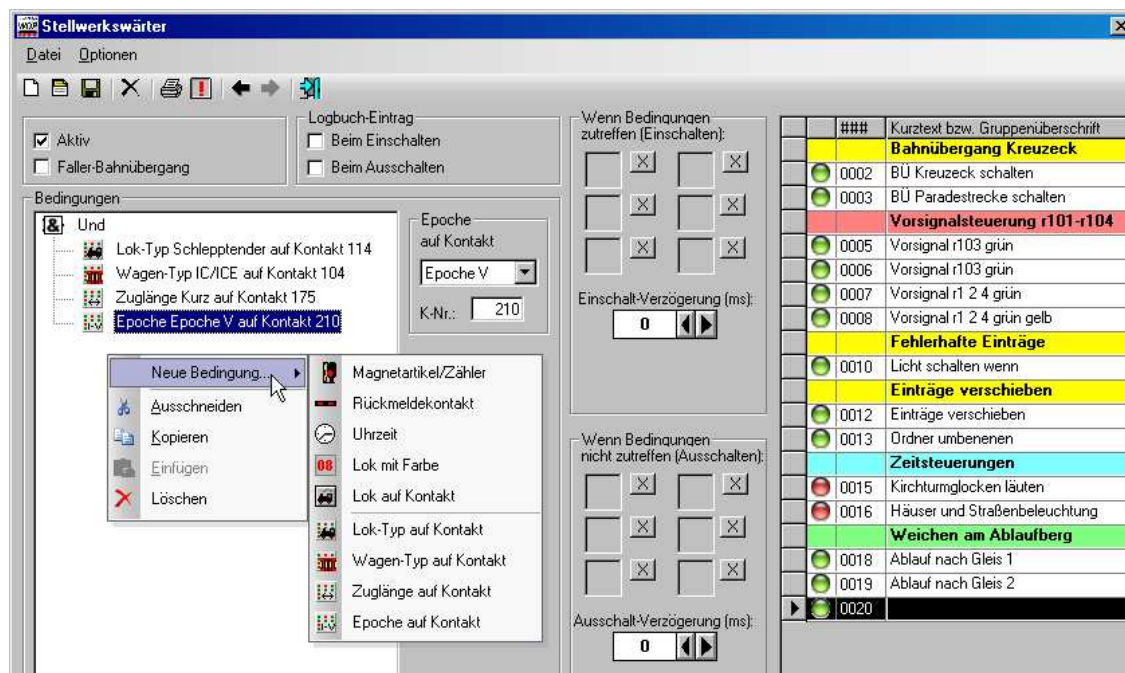 Stellwerkswärter
Datei Optionen
Aktiv
Faller-Bahnübergang
Logbuch-Eintrag
Beim Einschalten
Beim Ausschalten
Bedingungen
& Und
Lok-Typ Schlepptender auf Kontakt 114
Wagen-Typ IC/ICE auf Kontakt 104
Zuglänge Kurz auf Kontakt 175
Epoche Epoche V auf Kontakt 210
Epoche
auf Kontakt
Epoche V
K-Nr.: 210
Neue Bedingung...
Ausschneiden
Kopieren
Einfügen
Löschen
Magnetartikel/Zähler
Rückmeldekontakt
Uhrzeit
08 Lok mit Farbe
Lok auf Kontakt
Lok-Typ auf Kontakt
Wagen-Typ auf Kontakt
Zuglänge auf Kontakt
Epoche auf Kontakt
Wenn Bedingungen
zutreffen (Einschalten):
X X
X X
X X
Einschalt-Verzögerung (ms):
0
Wenn Bedingungen
nicht zutreffen (Ausschalten):
X X
X X
X X
Ausschalt-Verzögerung (ms):
0
### Kurztext bzw. Gruppenüberschrift
Bahnübergang Kreuzeck
0002 BÜ Kreuzeck schalten
0003 BÜ Paradestrecke schalten
Vorsignalsteuerung r101-r104
0005 Vorsignal r103 grün
0006 Vorsignal r103 grün
0007 Vorsignal r1 2 4 grün
0008 Vorsignal r1 2 4 grün gelb
Fehlerhafte Einträge
0010 Licht schalten wenn
Einträge verschieben
0012 Einträge verschieben
0013 Ordner umbenenen
Zeitsteuerungen
0015 Kirchturmglocken läuten
0016 Häuser und Straßenbeleuchtung
Weichen am Ablaufberg
0018 Ablauf nach Gleis 1
0019 Ablauf nach Gleis 2
0020